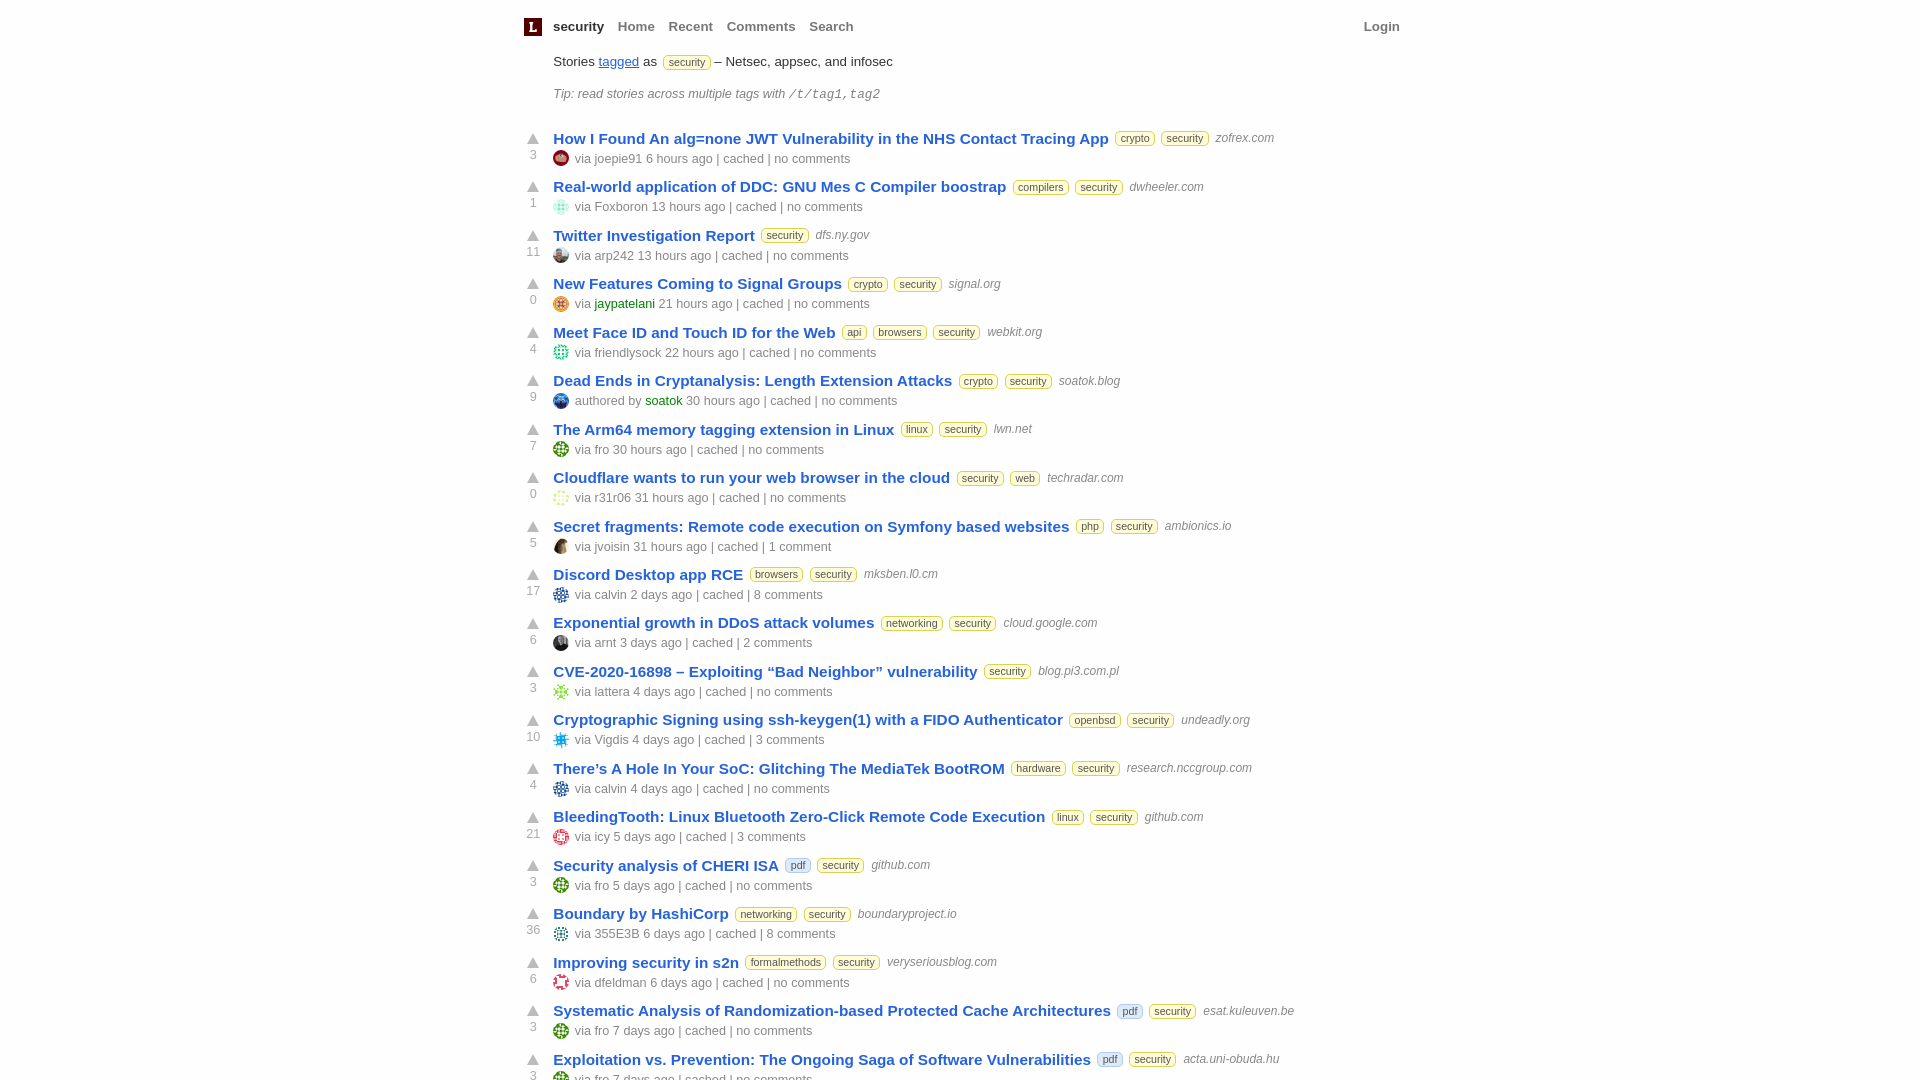 L security Home Recent Comments Search Login
Stories tagged as security – Netsec, appsec, and infosec
Tip: read stories across multiple tags with /t/tag1,tag2
How I Found An alg=none JWT Vulnerability in the NHS Contact Tracing App crypto security zofrex.com
3 via joepie91 6 hours ago | cached | no comments
Real-world application of DDC: GNU Mes C Compiler boostrap compilers security dwheeler.com
1 via Foxboron 13 hours ago | cached | no comments
Twitter Investigation Report security dfs.ny.gov
11 via arp242 13 hours ago | cached | no comments
New Features Coming to Signal Groups crypto security signal.org
0 via jaypatelani 21 hours ago | cached | no comments
Meet Face ID and Touch ID for the Web api browsers security webkit.org
4 via friendlysock 22 hours ago | cached | no comments
Dead Ends in Cryptanalysis: Length Extension Attacks crypto security soatok.blog
9 authored by soatok 30 hours ago | cached | no comments
The Arm64 memory tagging extension in Linux linux security lwn.net
7 via fro 30 hours ago | cached | no comments
Cloudflare wants to run your web browser in the cloud security web techradar.com
0 via r31r06 31 hours ago | cached | no comments
Secret fragments: Remote code execution on Symfony based websites php security ambionics.io
5 via jvoisin 31 hours ago | cached | 1 comment
Discord Desktop app RCE browsers security mksben.l0.cm
17 via calvin 2 days ago | cached | 8 comments
Exponential growth in DDoS attack volumes networking security cloud.google.com
6 via arnt 3 days ago | cached | 2 comments
CVE-2020-16898 – Exploiting “Bad Neighbor” vulnerability security blog.pi3.com.pl
3 via lattera 4 days ago | cached | no comments
Cryptographic Signing using ssh-keygen(1) with a FIDO Authenticator openbsd security undeadly.org
10 via Vigdis 4 days ago | cached | 3 comments
There’s A Hole In Your SoC: Glitching The MediaTek BootROM hardware security research.nccgroup.com
4 via calvin 4 days ago | cached | no comments
BleedingTooth: Linux Bluetooth Zero-Click Remote Code Execution linux security github.com
21 via icy 5 days ago | cached | 3 comments
Security analysis of CHERI ISA pdf security github.com
3 via fro 5 days ago | cached | no comments
Boundary by HashiCorp networking security boundaryproject.io
36 via 355E3B 6 days ago | cached | 8 comments
Improving security in s2n formalmethods security veryseriousblog.com
6 via dfeldman 6 days ago | cached | no comments
Systematic Analysis of Randomization-based Protected Cache Architectures pdf security esat.kuleuven.be
3 via fro 7 days ago | cached | no comments
Exploitation vs. Prevention: The Ongoing Saga of Software Vulnerabilities pdf security acta.uni-obuda.hu
3 via fro 7 days ago | cached | no comments